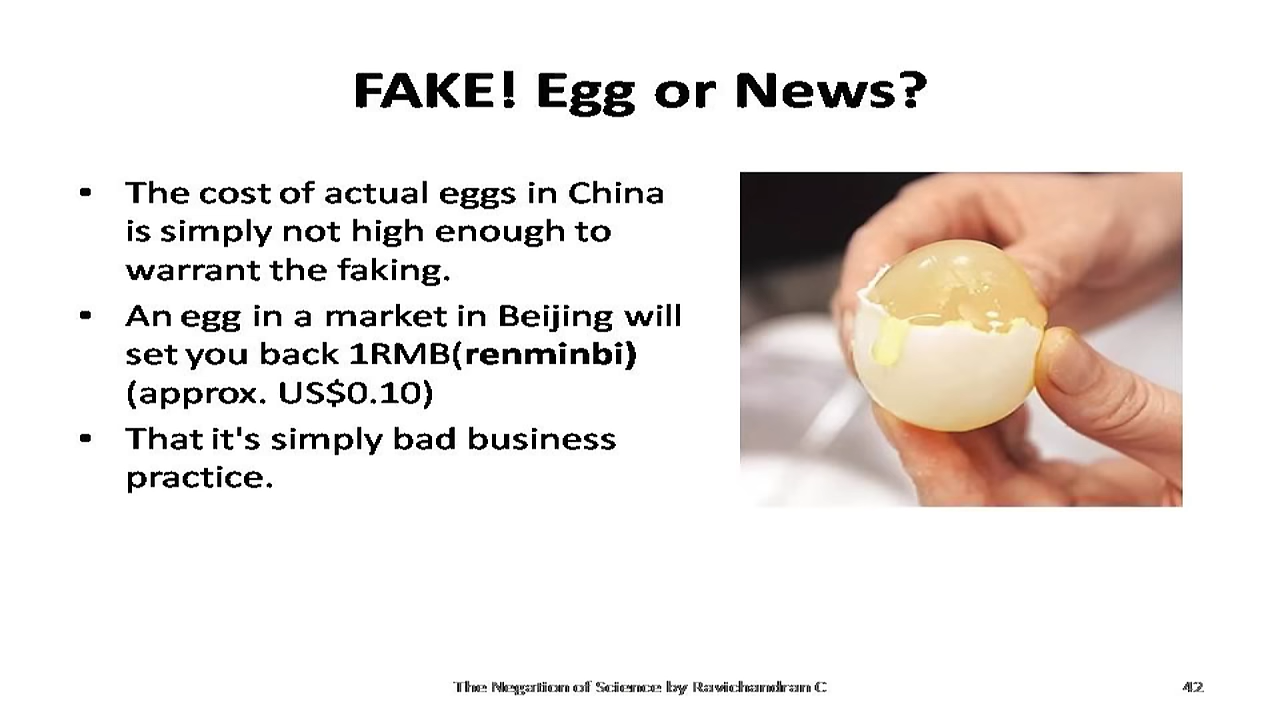 FAKE! Egg or News?
• The cost of actual eggs in China
is simply not high enough to
warrant the faking.
• An egg in a market in Beijing will
set you back 1RMB(renminbi)
(approx. US$0.10)
• That it's simply bad business
practice.
The Negation of Science by Ravichandran C
42